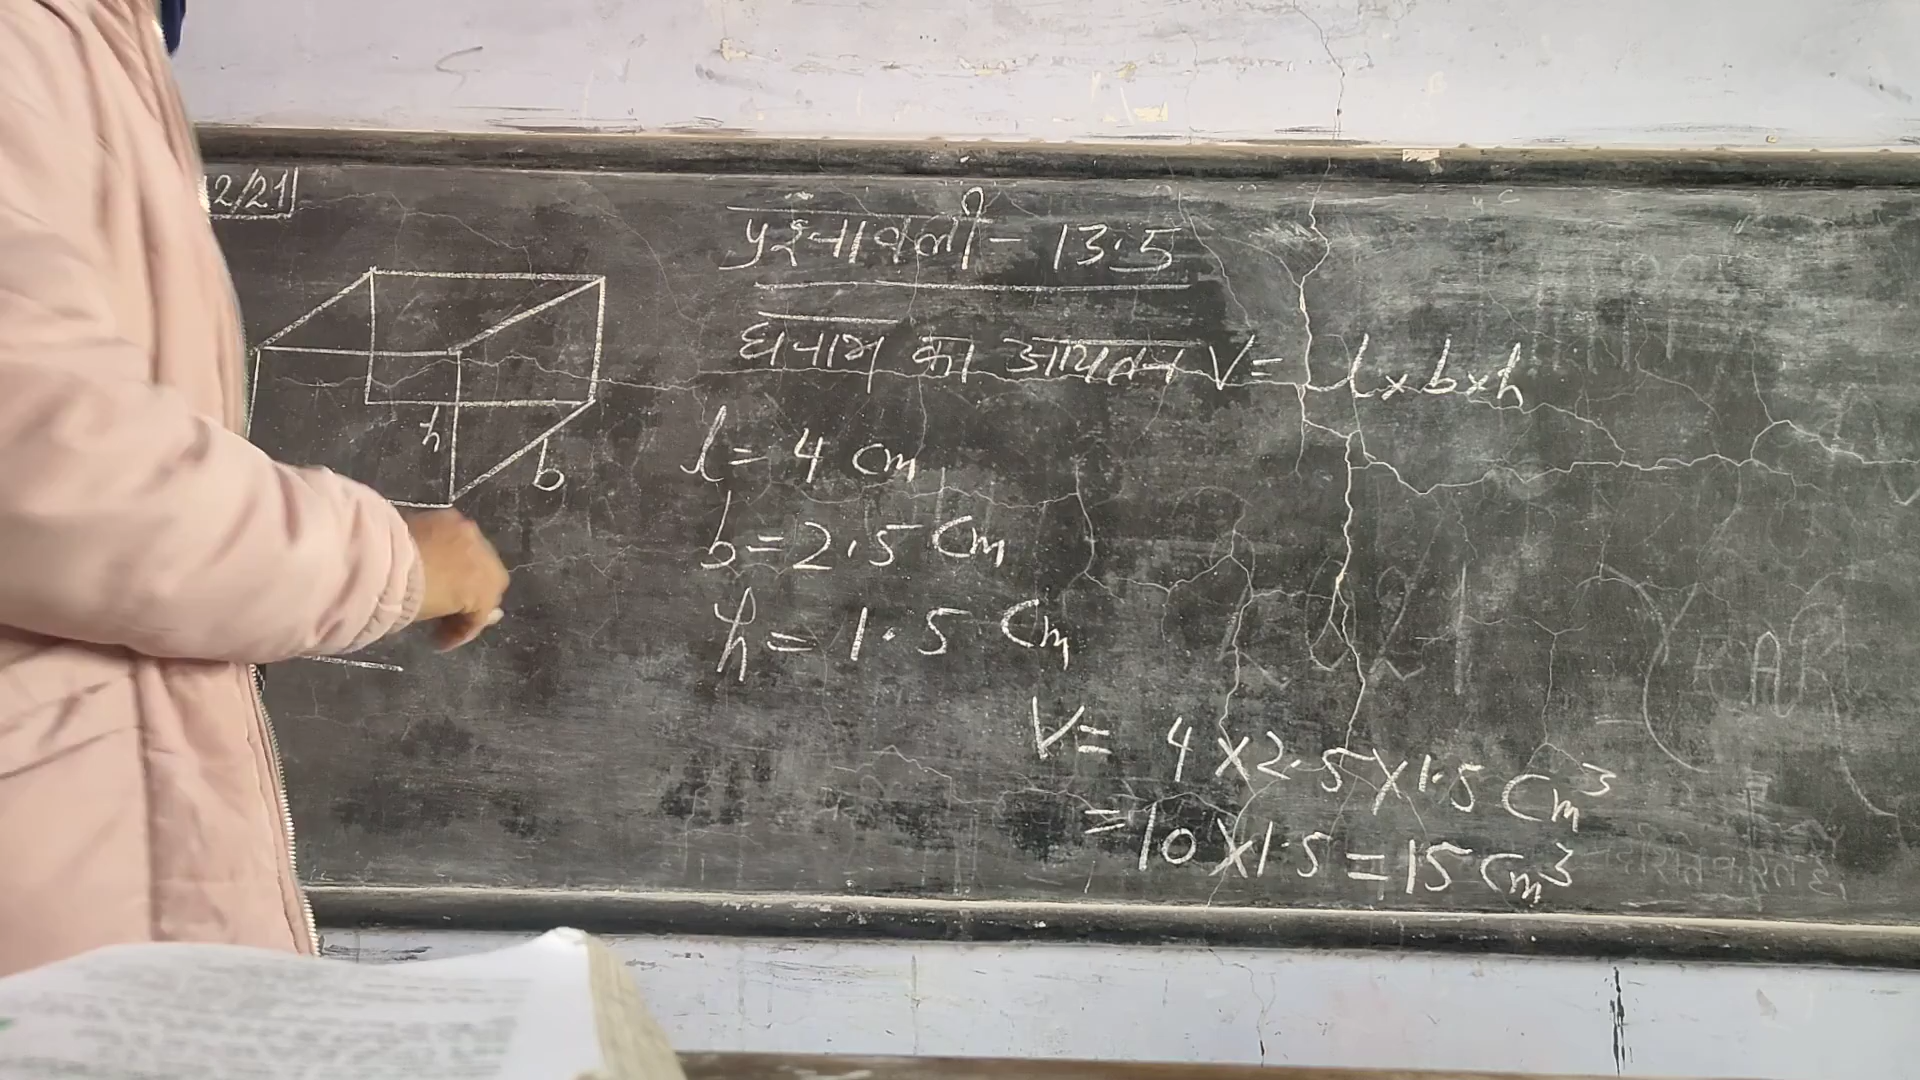 2/21
प्रश्नावली - 13.5
घनाभ का आयतन V = l x b x h
h
b
l = 4 cm
b = 2.5 cm
h = 1.5 cm
V = 4 x 2.5 x 1.5 cm³
= 10 x 1.5 = 15 cm³